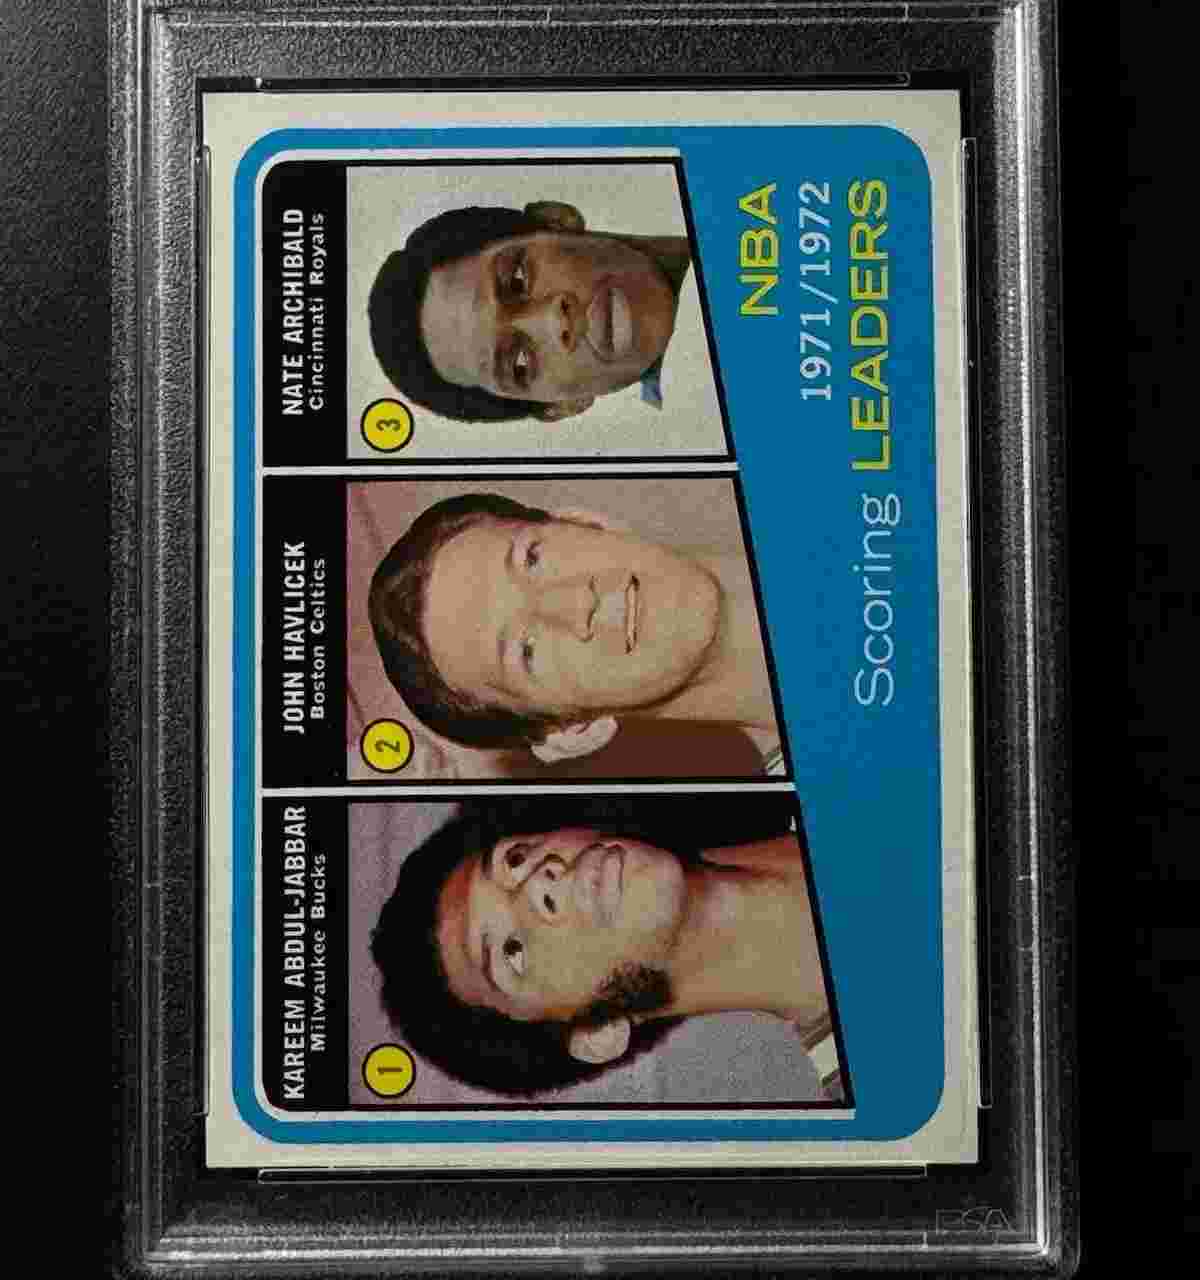 KAREEM ABDUL-JABBAR
Milwaukee Bucks
1
JOHN HAVLICEK
Boston Celtics
2
NATE ARCHIBALD
Cincinnati Royals
3
NBA
1971/1972
Scoring LEADERS
PSA